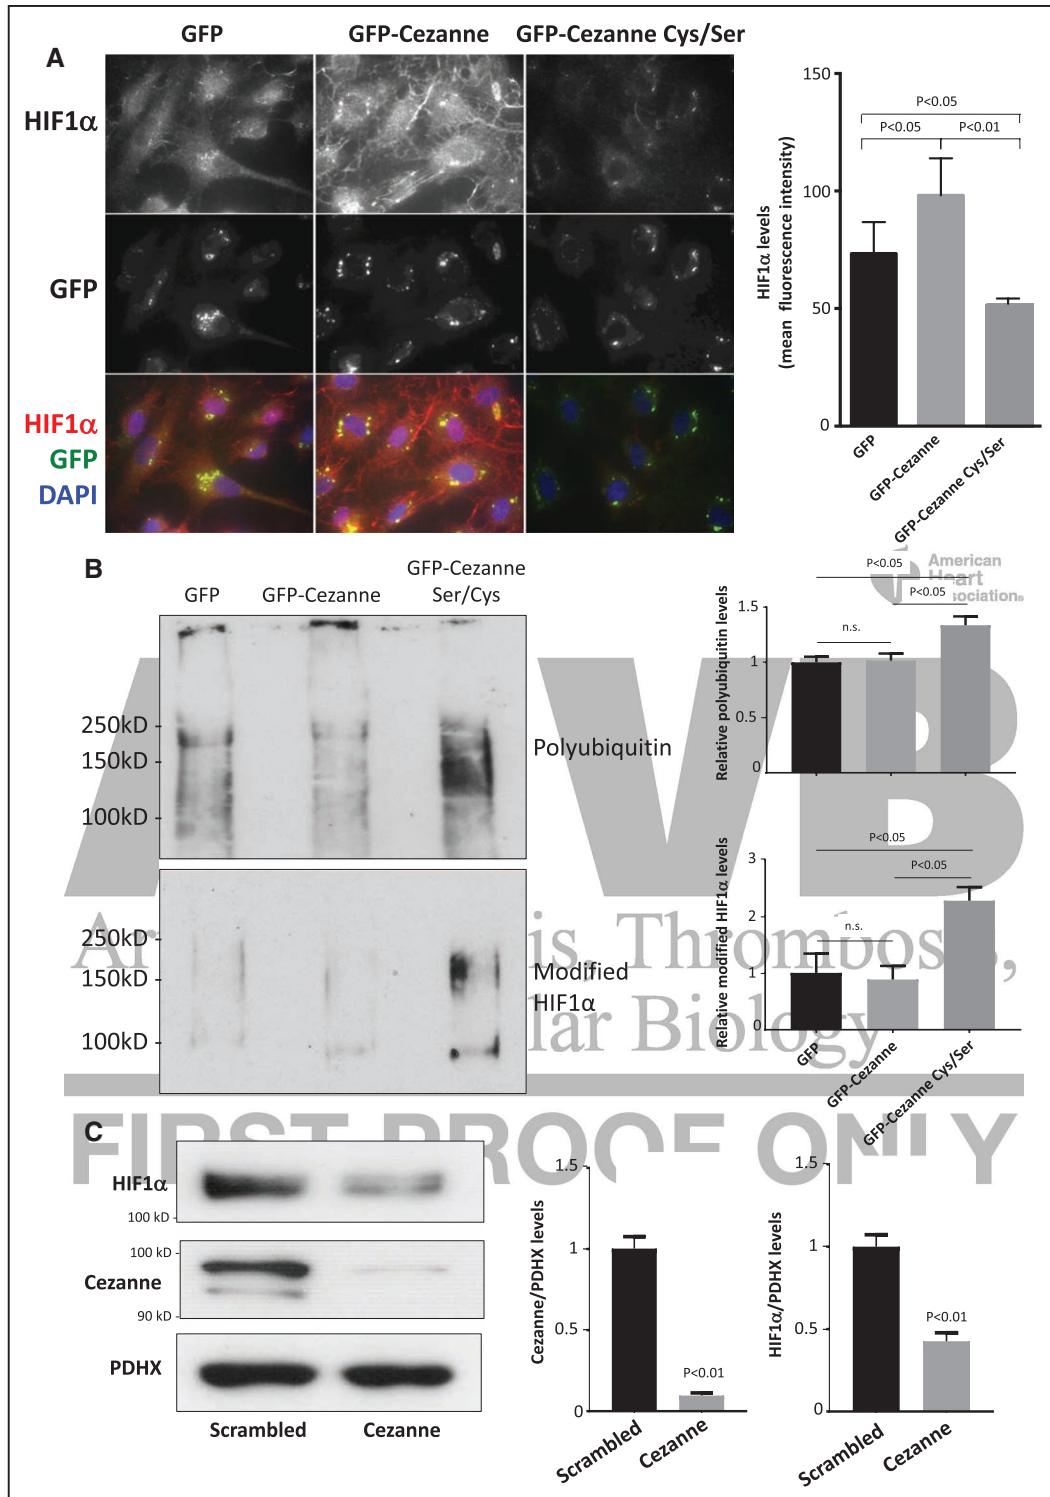 GFP GFP-Cezanne GFP-Cezanne Cys/Ser
A
HIF1α
GFP
HIF1α
GFP
DAPI
150
100
50
0
HIF1α levels
(mean fluorescence intensity)
P<0.05
P<0.05 P<0.01
GFP
GFP-Cezanne
GFP-Cezanne Cys/Ser
B
GFP GFP-Cezanne GFP-Cezanne
Ser/Cys
250kD
150kD
100kD
Polyubiquitin
250kD
150kD
100kD
Modified
HIF1α
American
Heart
sociation®
P<0.05
P<0.05
n.s.
1.5
1
0.5
0
Relative polyubiquitin levels
P<0.05
P<0.05
n.s.
3
2
1
0
Relative modified HIF1α levels
GFP
GFP-Cezanne
GFP-Cezanne Cys/Ser
is, Thrombosis,
lar Biology
FIRST PROOF ONLY
C
HIF1α
100 kD
100 kD
Cezanne
90 kD
PDHX
Scrambled Cezanne
1.5
1
0.5
0
Cezanne/PDHX levels
P<0.01
Scrambled
Cezanne
1.5
1
0.5
0
HIF1α/PDHX levels
P<0.01
Scrambled
Cezanne